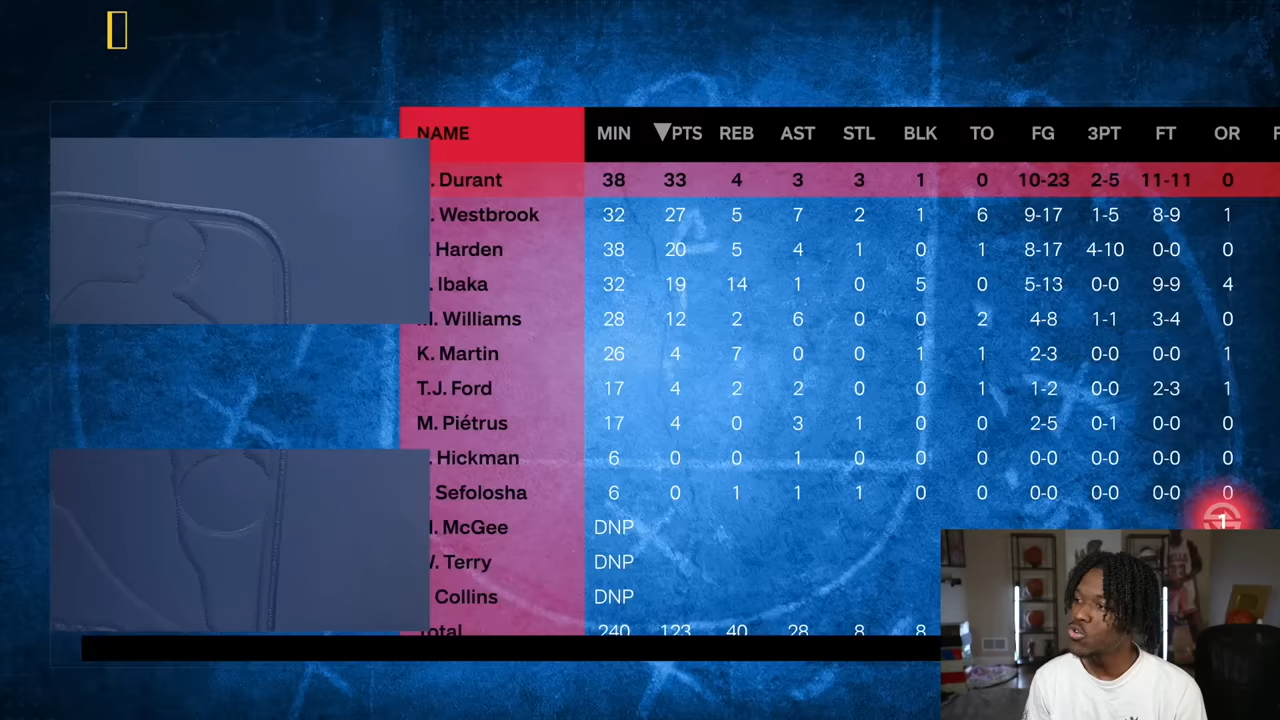 NAME MIN ▼PTS REB AST STL BLK TO FG 3PT FT OR
. Durant 38 33 4 3 3 1 0 10-23 2-5 11-11 0
. Westbrook 32 27 5 7 2 1 6 9-17 1-5 8-9 1
. Harden 38 20 5 4 1 0 1 8-17 4-10 0-0 0
. Ibaka 32 19 14 1 0 5 0 5-13 0-0 9-9 4
. Williams 28 12 2 6 0 0 2 4-8 1-1 3-4 0
K. Martin 26 4 7 0 0 1 1 2-3 0-0 0-0 1
T.J. Ford 17 4 2 2 0 0 1 1-2 0-0 2-3 1
M. Piétrus 17 4 0 3 1 0 0 2-5 0-1 0-0 0
. Hickman 6 0 0 1 0 0 0 0-0 0-0 0-0 0
. Sefolosha 6 0 1 1 1 0 0 0-0 0-0 0-0 0
. McGee DNP 1
. Terry DNP
Collins DNP
Total 240 123 40 28 8 8